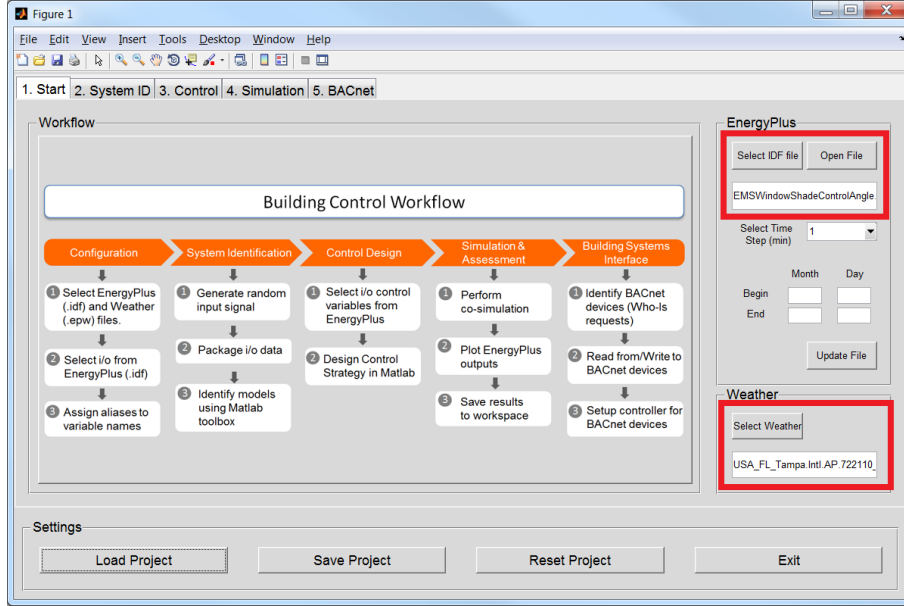 Figure 1
File Edit View Insert Tools Desktop Window Help
1. Start 2. System ID 3. Control 4. Simulation 5. BACnet
Workflow
Building Control Workflow
Configuration
1 Select EnergyPlus
(.idf) and Weather
(.epw) files.
2 Select i/o from
EnergyPlus (.idf)
3 Assign aliases to
variable names
System Identification
1 Generate random
input signal
2 Package i/o data
3 Identify models
using Matlab
toolbox
Control Design
1 Select i/o control
variables from
EnergyPlus
2 Design Control
Strategy in Matlab
Simulation &
Assessment
1 Perform
co-simulation
2 Plot EnergyPlus
outputs
3 Save results
to workspace
Building Systems
Interface
1 Identify BACnet
devices (Who-Is
requests)
2 Read from/Write to
BACnet devices
3 Setup controller for
BACnet devices
EnergyPlus
Select IDF file Open File
EMSWindowShadeControlAngle.
Select Time
Step (min)
1
Month Day
Begin
End
Update File
Weather
Select Weather
USA_FL_Tampa.Intl.AP.722110_
Settings
Load Project Save Project Reset Project Exit